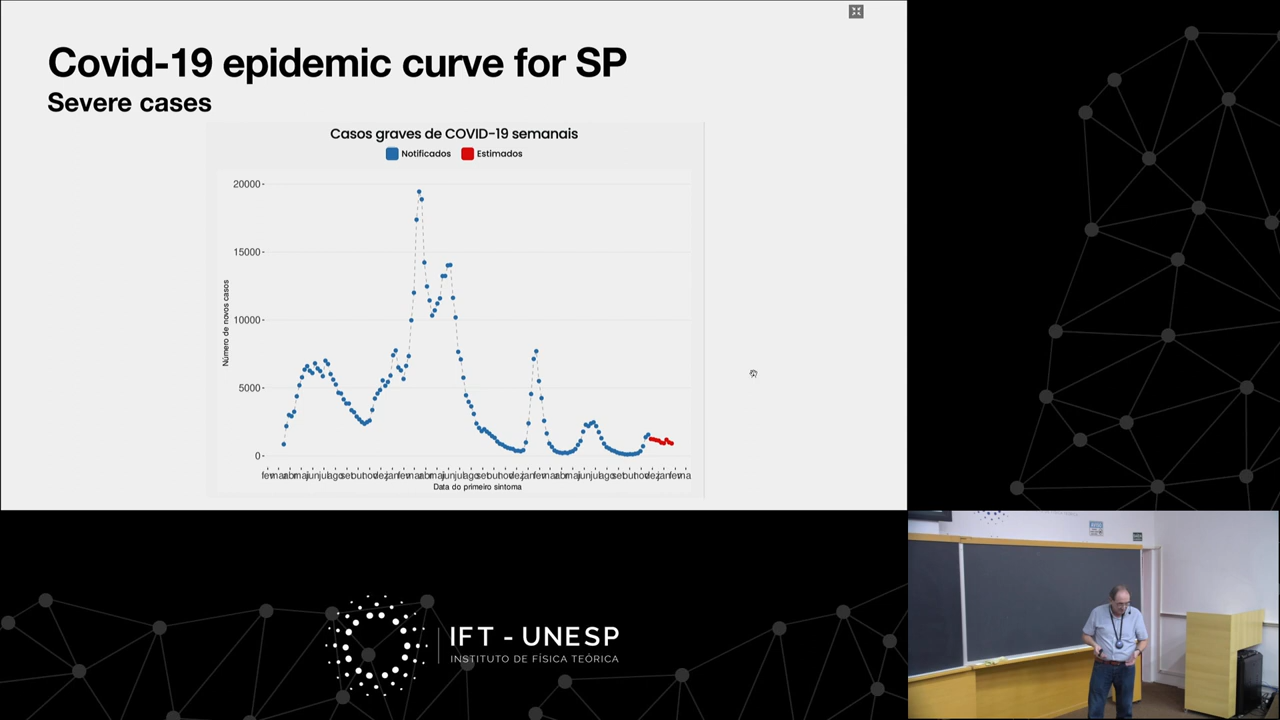 Covid-19 epidemic curve for SP
Severe cases
Casos graves de COVID-19 semanais
Notificados
Estimados
Número de novos casos
20000
15000
10000
5000
0
Data do primeiro sintoma
IFT - UNESP
INSTITUTO DE FÍSICA TEÓRICA